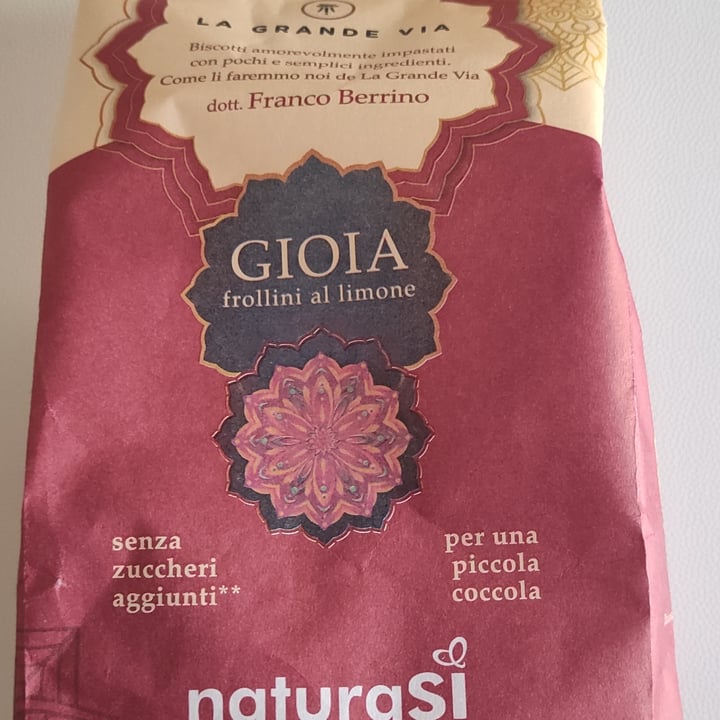 LA GRANDE VIA
Biscotti amorevolmente impastati
con pochi e semplici ingredienti.
Come li faremmo noi de La Grande Via
dott. Franco Berrino
GIOIA
frollini al limone
senza
zuccheri
aggiunti**
per una
piccola
coccola
naturasì